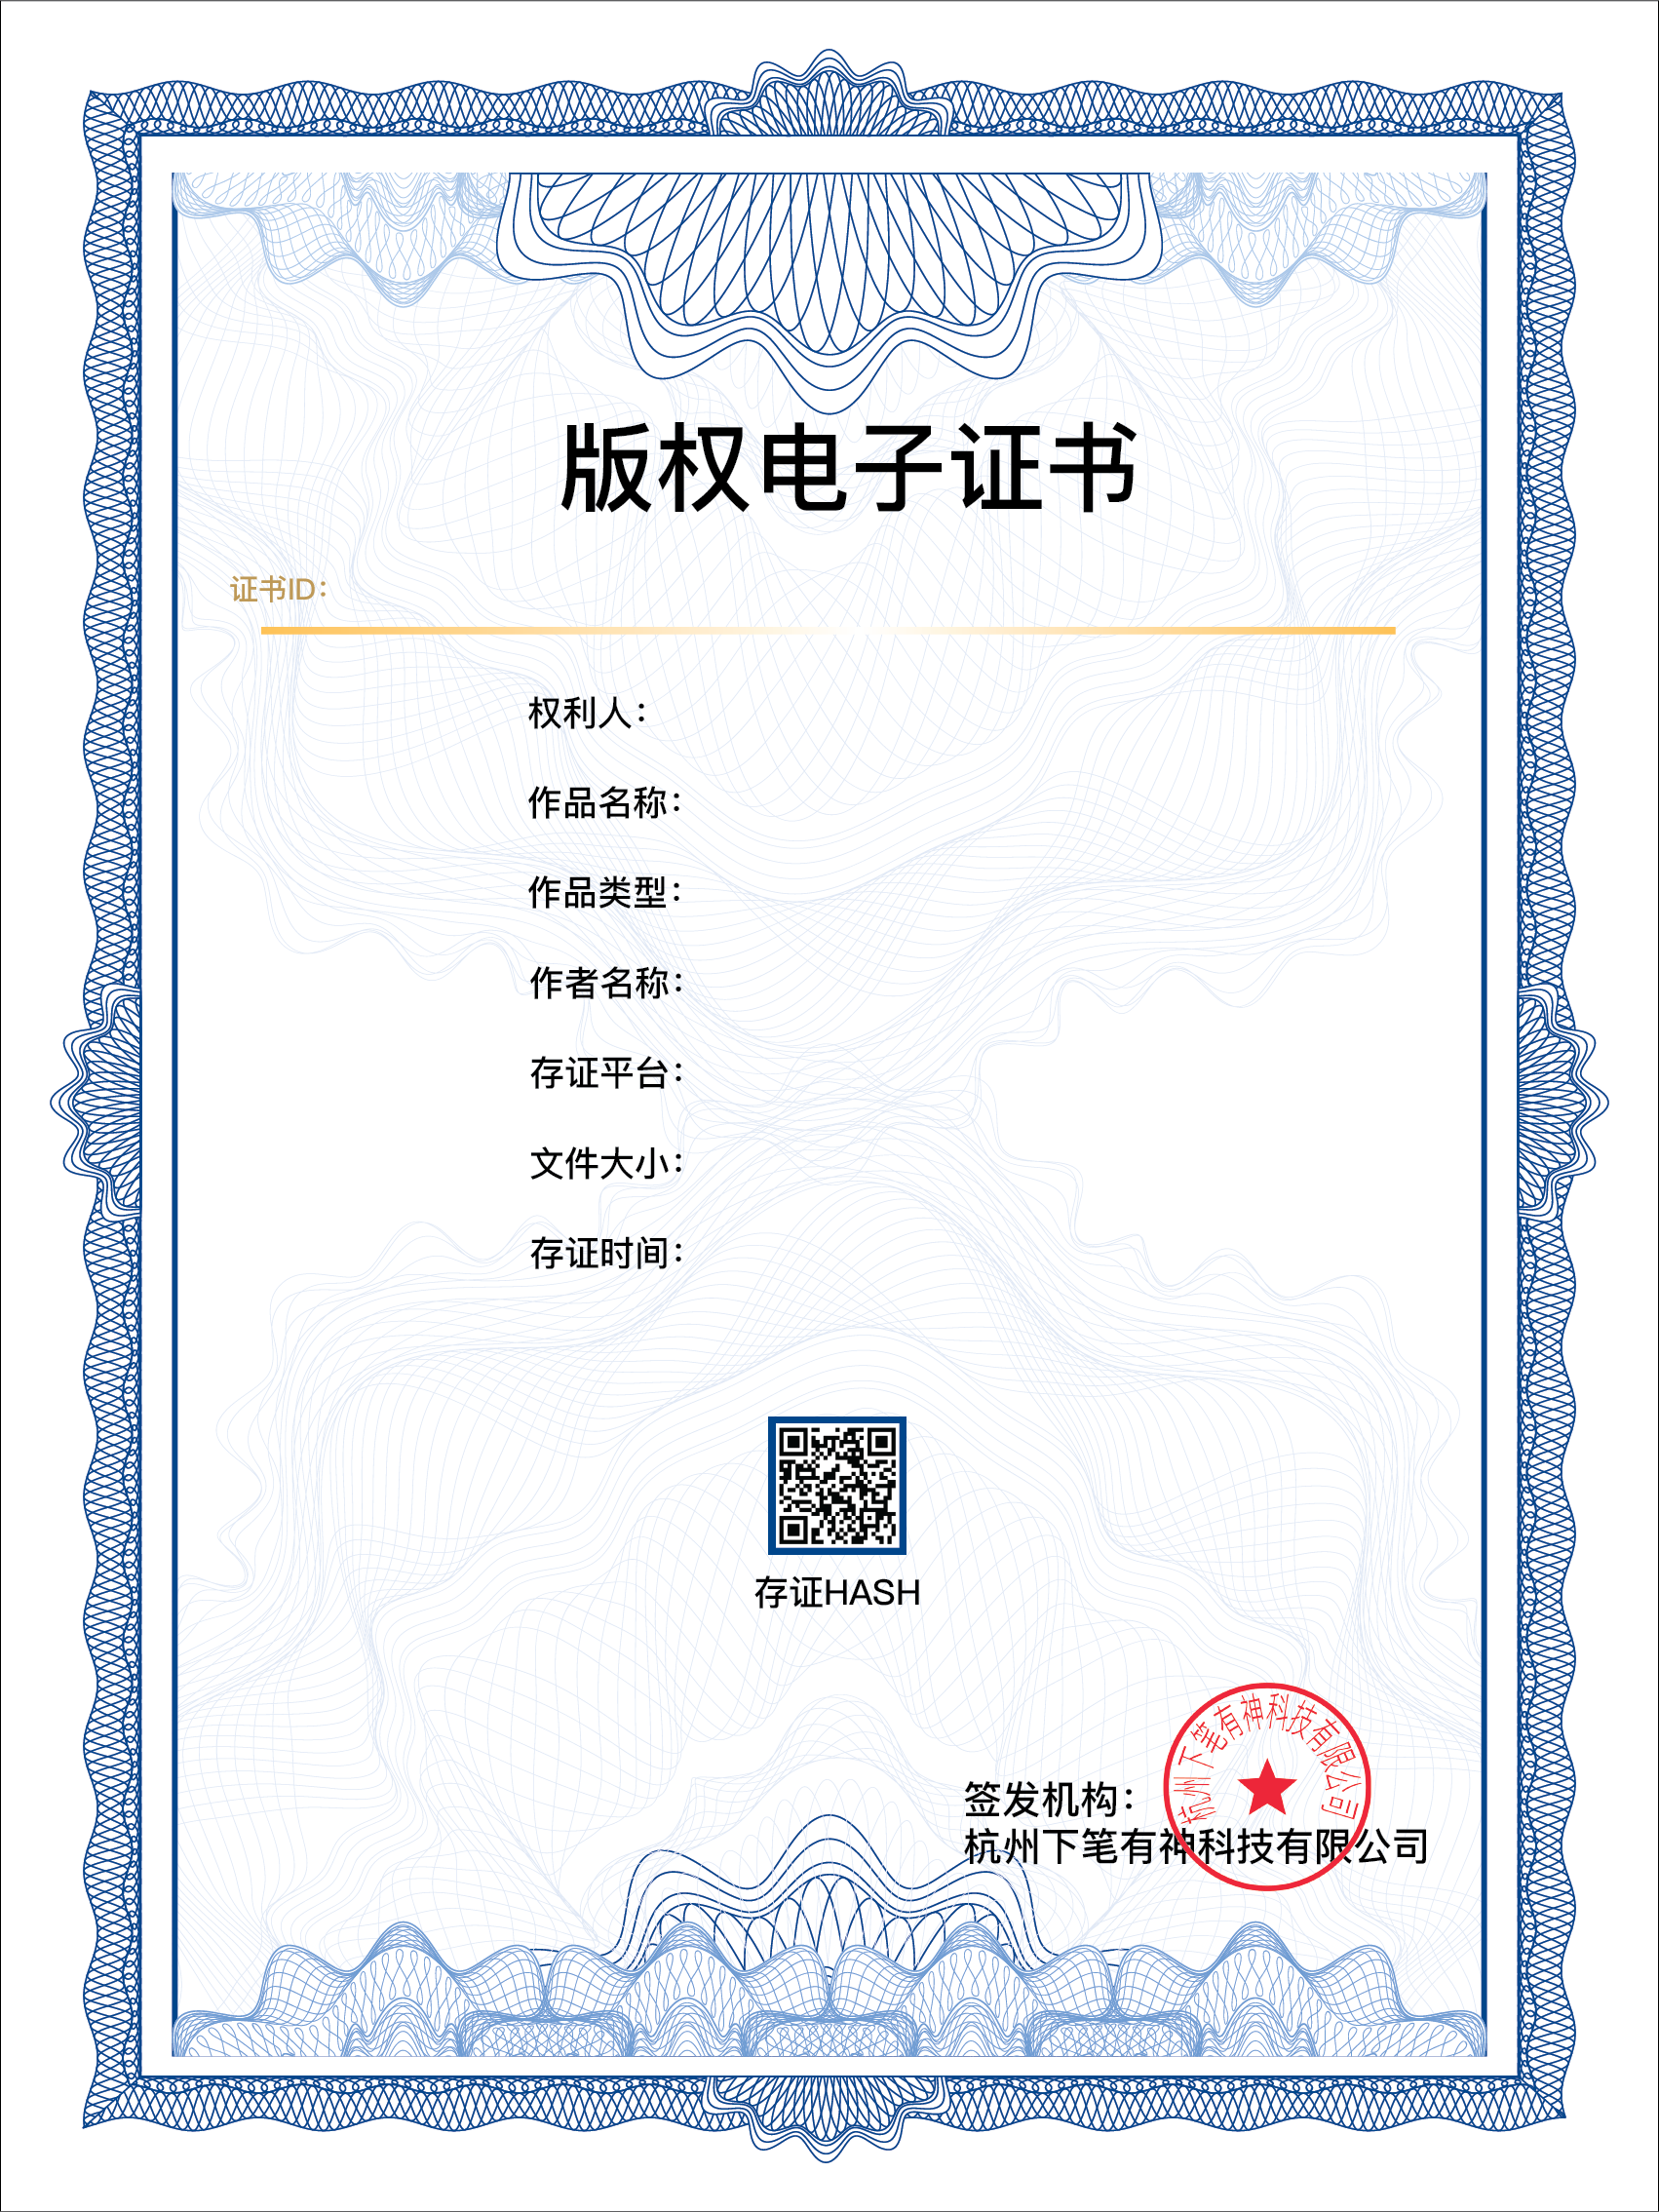 版权电子证书
证书ID：
权利人：
作品名称：
作品类型：
作者名称：
存证平台：
文件大小：
存证时间：
存证HASH
杭州下笔有神科技有限公司
签发机构：
杭州下笔有神科技有限公司